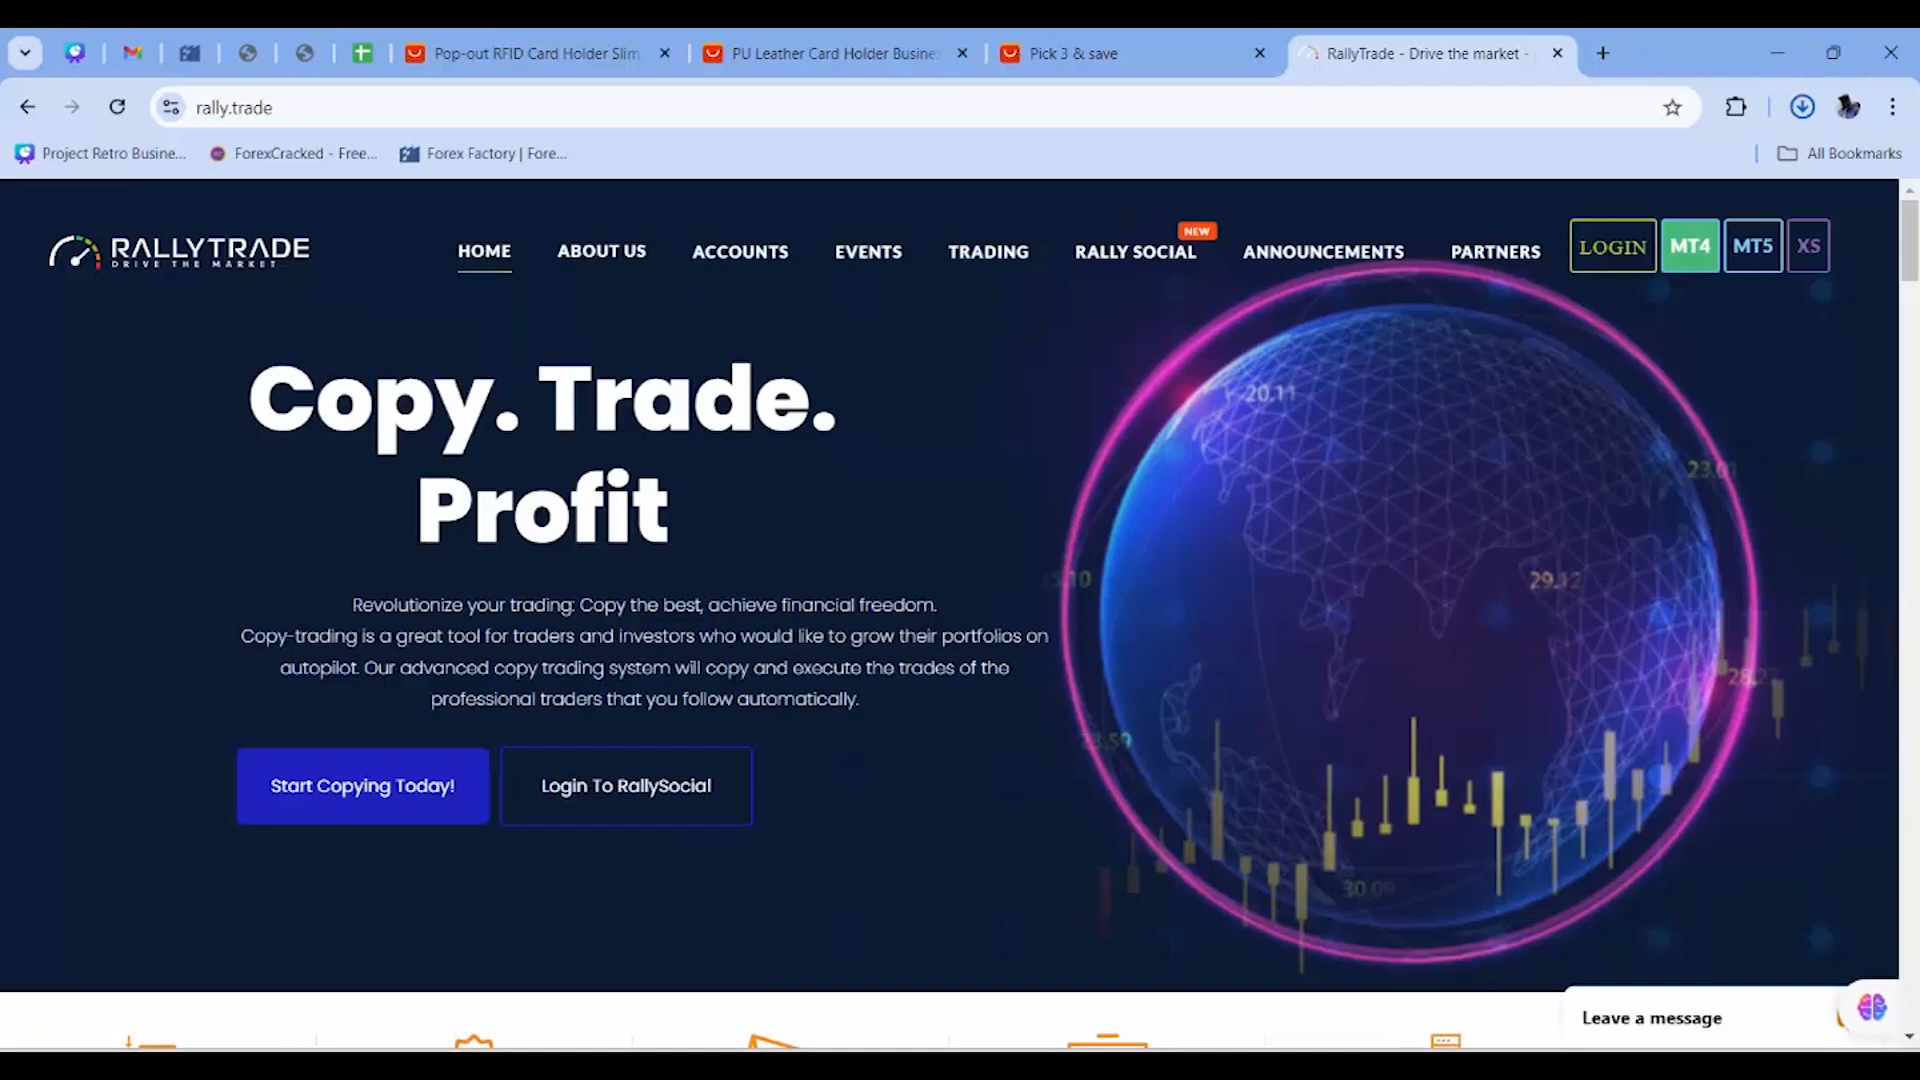 Pop-out RFID Card Holder Slim
PU Leather Card Holder Busine
Pick 3 & save
RallyTrade - Drive the market -
rally.trade
Project Retro Busine...
ForexCracked - Free...
Forex Factory | Fore...
All Bookmarks
RALLYTRADE
DRIVE THE MARKET
HOME
ABOUT US
ACCOUNTS
EVENTS
TRADING
RALLY SOCIAL
NEW
ANNOUNCEMENTS
PARTNERS
LOGIN
MT4
MT5
XS
Copy. Trade.
Profit
Revolutionize your trading: Copy the best, achieve financial freedom.
Copy-trading is a great tool for traders and investors who would like to grow their portfolios on
autopilot. Our advanced copy trading system will copy and execute the trades of the
professional traders that you follow automatically.
Start Copying Today!
Login To RallySocial
20.11
29.12
23.59
30.09
Leave a message